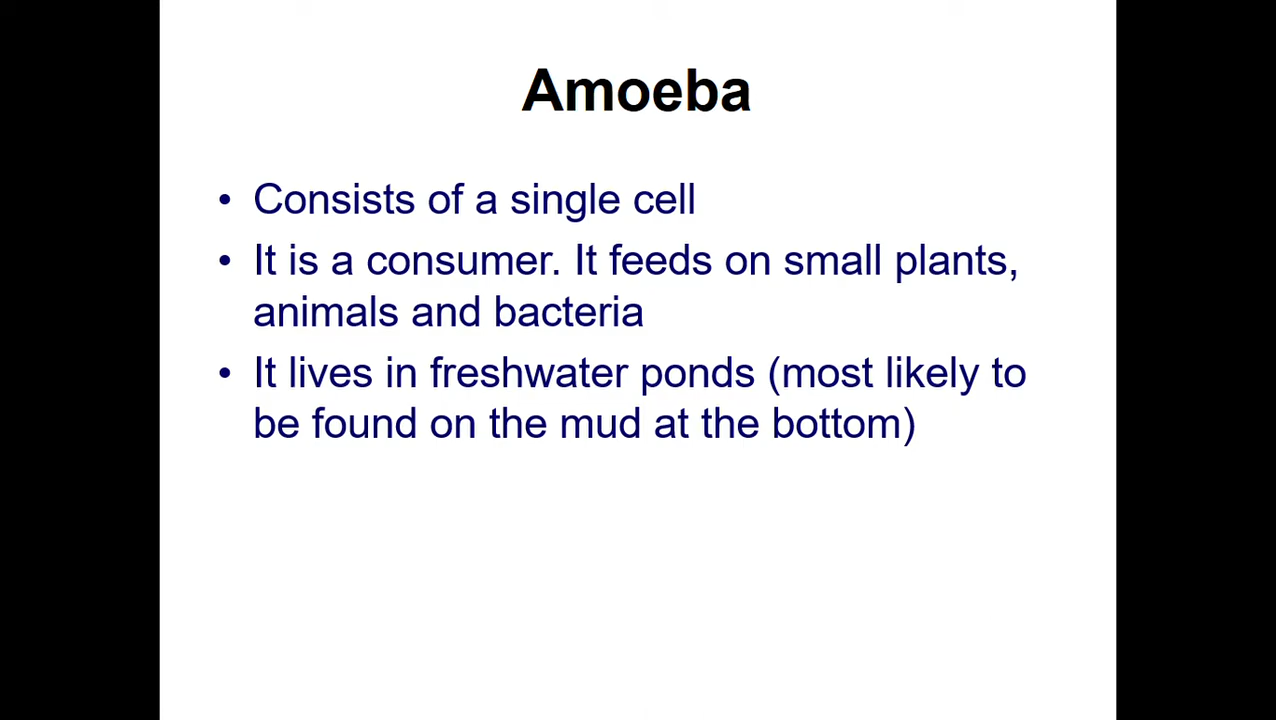 Amoeba
• Consists of a single cell
• It is a consumer. It feeds on small plants,
animals and bacteria
• It lives in freshwater ponds (most likely to
be found on the mud at the bottom)